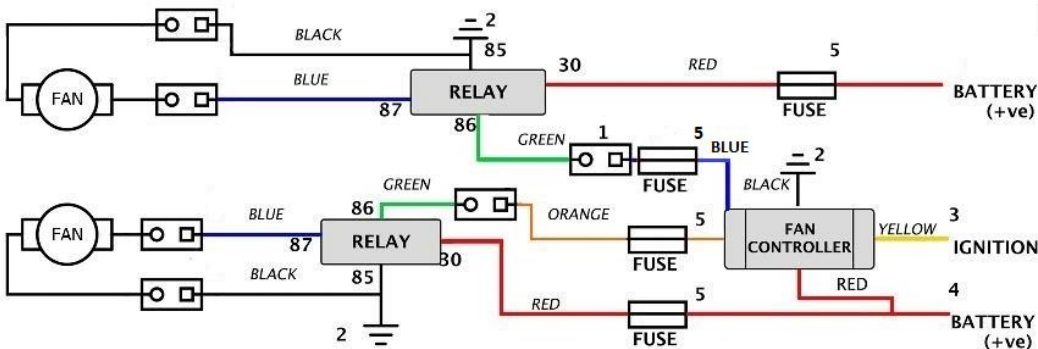 2
BLACK
85
30
RED
5
BLUE
FAN
RELAY
87
FUSE
BATTERY
(+ve)
86
GREEN
1
5
BLUE
2
FUSE
BLACK
GREEN
86
ORANGE
5
3
BLUE
FAN
87
RELAY
FAN
CONTROLLER
YELLOW
IGNITION
30
FUSE
BLACK
85
RED
4
RED
5
2
FUSE
BATTERY
(+ve)